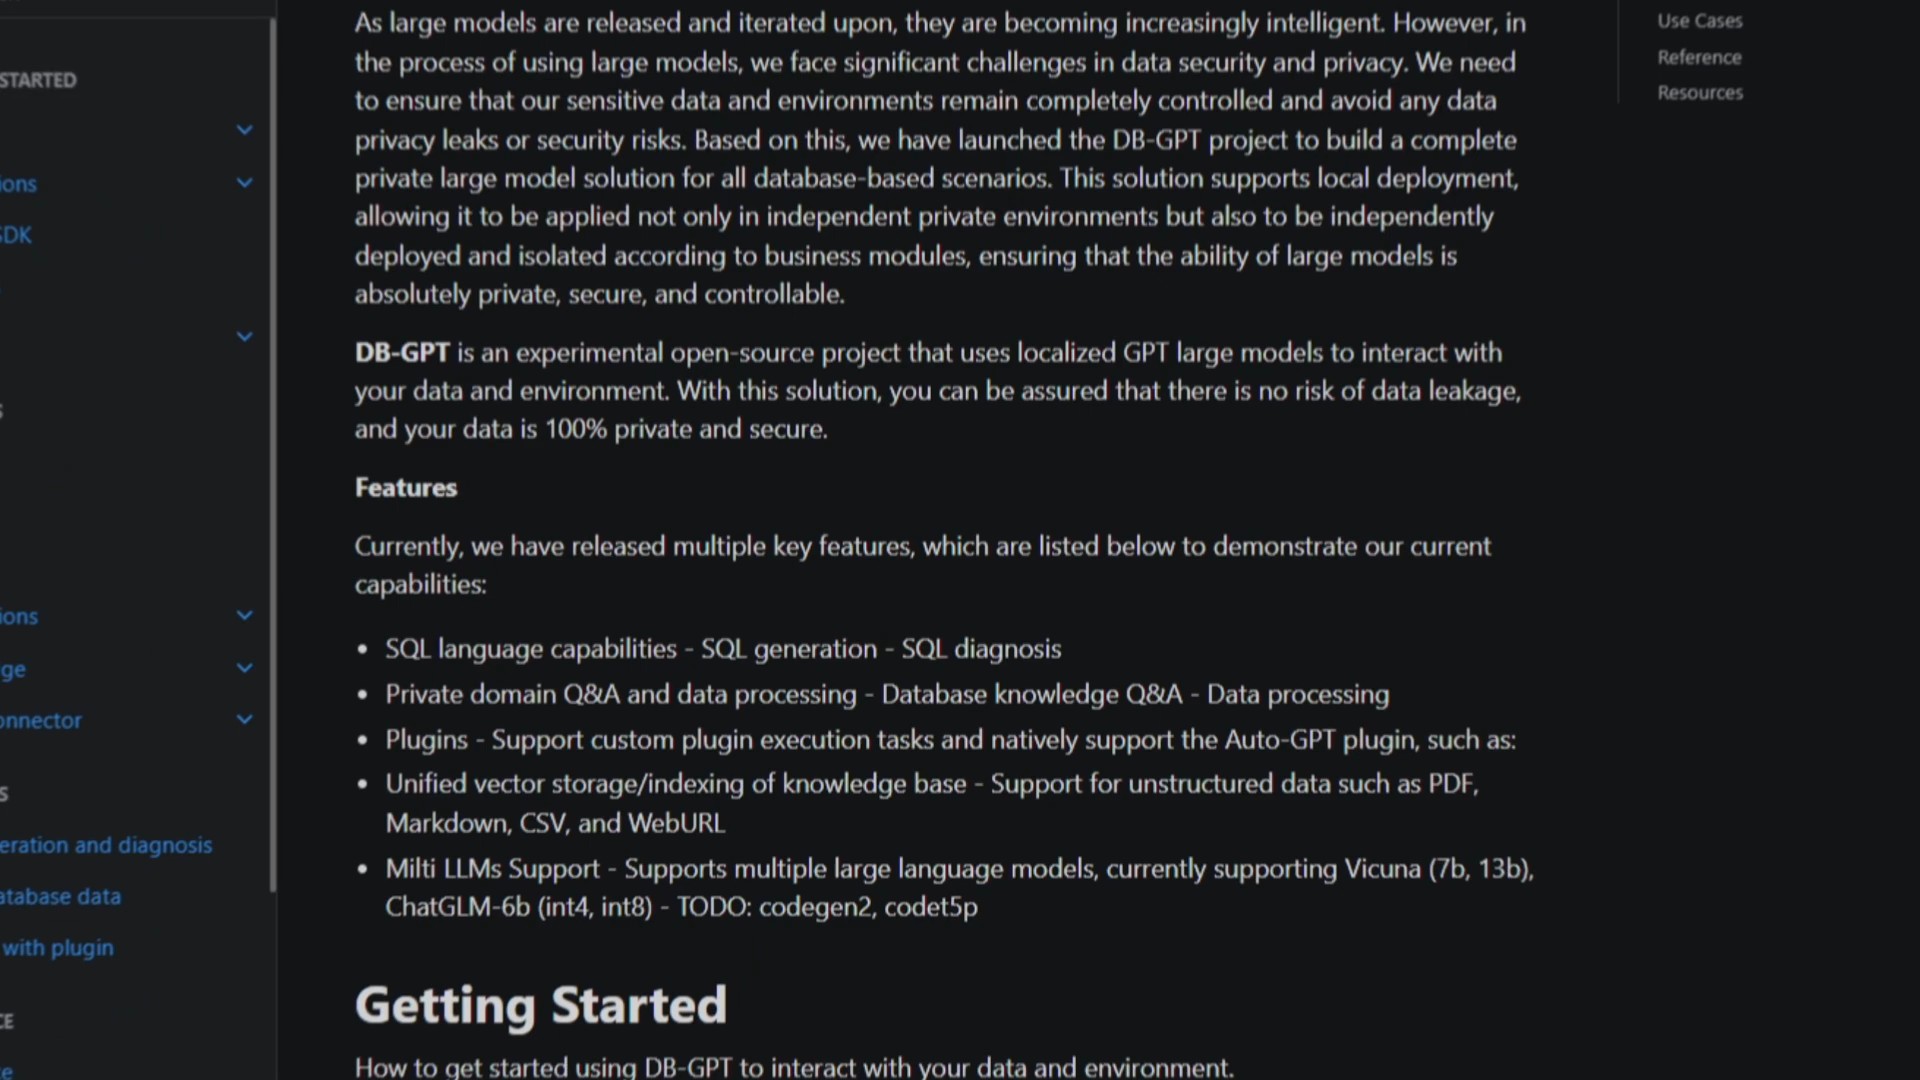 As large models are released and iterated upon, they are becoming increasingly intelligent. However, in
the process of using large models, we face significant challenges in data security and privacy. We need
to ensure that our sensitive data and environments remain completely controlled and avoid any data
privacy leaks or security risks. Based on this, we have launched the DB-GPT project to build a complete
private large model solution for all database-based scenarios. This solution supports local deployment,
allowing it to be applied not only in independent private environments but also to be independently
deployed and isolated according to business modules, ensuring that the ability of large models is
absolutely private, secure, and controllable.
DB-GPT is an experimental open-source project that uses localized GPT large models to interact with
your data and environment. With this solution, you can be assured that there is no risk of data leakage,
and your data is 100% private and secure.
Features
Currently, we have released multiple key features, which are listed below to demonstrate our current
capabilities:
• SQL language capabilities - SQL generation - SQL diagnosis
• Private domain Q&A and data processing - Database knowledge Q&A - Data processing
• Plugins - Support custom plugin execution tasks and natively support the Auto-GPT plugin, such as:
• Unified vector storage/indexing of knowledge base - Support for unstructured data such as PDF,
Markdown, CSV, and WebURL
• Milti LLMs Support - Supports multiple large language models, currently supporting Vicuna (7b, 13b),
ChatGLM-6b (int4, int8) - TODO: codegen2, codet5p
Getting Started
How to get started using DB-GPT to interact with your data and environment.
STARTED
ions
SDK
ions
ge
onnector
S
eration and diagnosis
atabase data
with plugin
CE
Use Cases
Reference
Resources